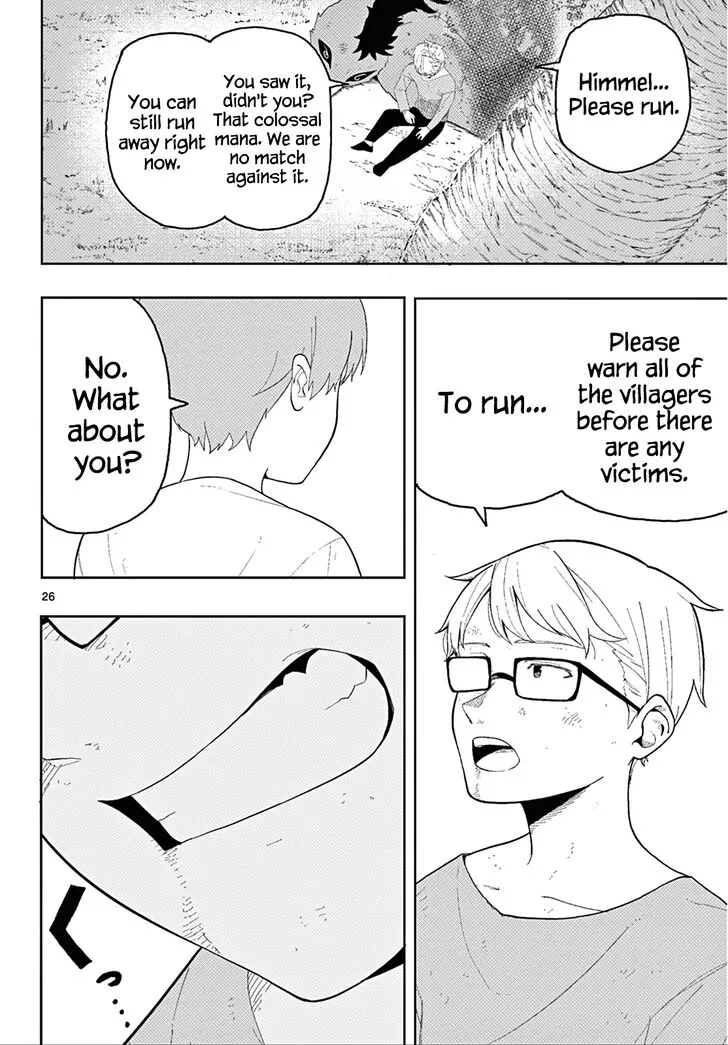 Himmel...
Please run.
You saw it,
didn't you?
That colossal
mana. We are
no match
against it.
You can
still run
away right
now.
Please
warn all of
the villagers
before there
are any
victims.
To run...
No.
What
about
you?
26
くっ…